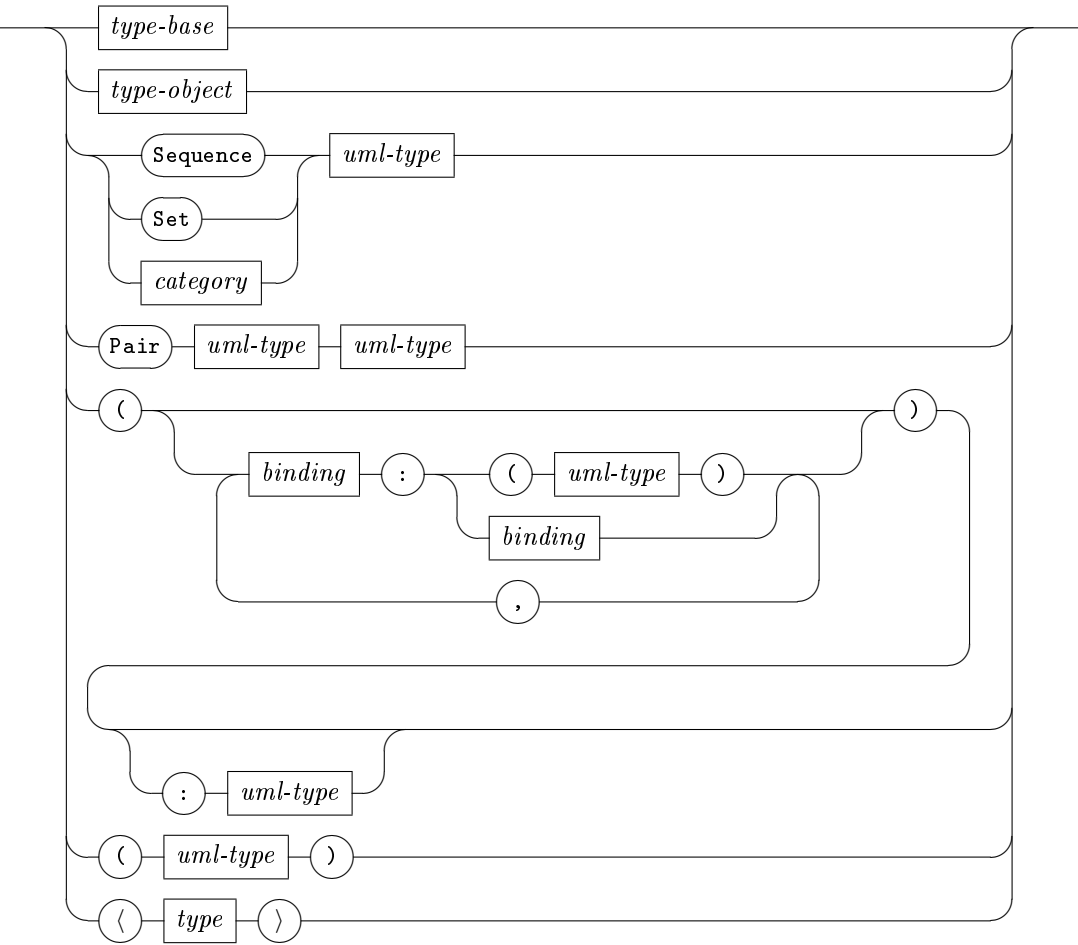 type-base
type-object
Sequence uml-type
Set
category
Pair uml-type uml-type
( )
binding : ( uml-type )
binding
,
: uml-type
( uml-type )
⟨ type ⟩